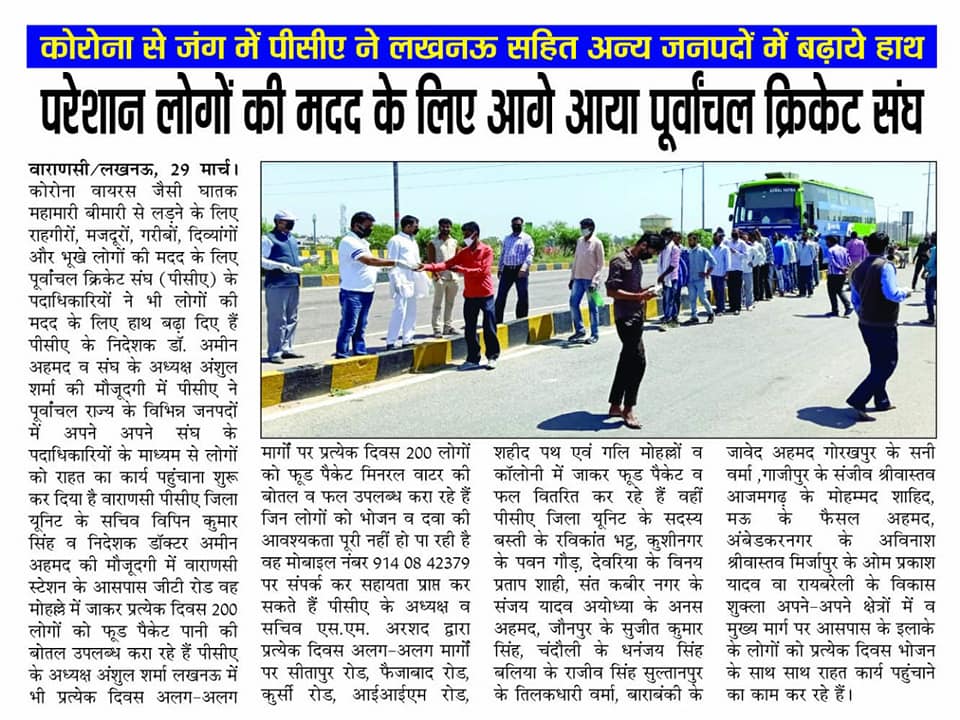 कोरोना से जंग में पीसीए ने लखनऊ सहित अन्य जनपदों में बढ़ाये हाथ
परेशान लोगों की मदद के लिए आगे आया पूर्वांचल क्रिकेट संघ
वाराणसी/लखनऊ, 29 मार्च।
कोरोना वायरस जैसी घातक
महामारी बीमारी से लड़ने के लिए
राहगीरों, मजदूरों, गरीबों, दिव्यांगों
और भूखे लोगों की मदद के लिए
पूर्वांचल क्रिकेट संघ (पीसीए) के
पदाधिकारियों ने भी लोगों की
मदद के लिए हाथ बढ़ा दिए हैं
पीसीए के निदेशक डॉ. अमीन
अहमद व संघ के अध्यक्ष अंशुल
शर्मा की मौजूदगी में पीसीए ने
पूर्वांचल राज्य के विभिन्न जनपदों
में अपने अपने संघ के
पदाधिकारियों के माध्यम से लोगों
को राहत का कार्य पहुंचाना शुरू
कर दिया है वाराणसी पीसीए जिला
यूनिट के सचिव विपिन कुमार
सिंह व निदेशक डॉक्टर अमीन
अहमद की मौजूदगी में वाराणसी
स्टेशन के आसपास जीटी रोड वह
मोहल्ले में जाकर प्रत्येक दिवस 200
लोगों को फूड पैकेट पानी की
बोतल उपलब्ध करा रहे हैं पीसीए
के अध्यक्ष अंशुल शर्मा लखनऊ में
भी प्रत्येक दिवस अलग-अलग
मार्गों पर प्रत्येक दिवस 200 लोगों
को फूड पैकेट मिनरल वाटर की
बोतल व फल उपलब्ध करा रहे हैं
जिन लोगों को भोजन व दवा की
आवश्यकता पूरी नहीं हो पा रही है
वह मोबाइल नंबर 914 08 42379
पर संपर्क कर सहायता प्राप्त कर
सकते हैं पीसीए के अध्यक्ष व
सचिव एस.एम. अरशद द्वारा
प्रत्येक दिवस अलग-अलग मार्गों
पर सीतापुर रोड, फैजाबाद रोड,
कुर्सी रोड, आईआईएम रोड,
शहीद पथ एवं गलि मोहल्लों व
कॉलोनी में जाकर फूड पैकेट व
फल वितरित कर रहे हैं वहीं
पीसीए जिला यूनिट के सदस्य
बस्ती के रविकांत भट्ट, कुशीनगर
के पवन गौड़, देवरिया के विनय
प्रताप शाही, संत कबीर नगर के
संजय यादव अयोध्या के अनस
अहमद, जौनपुर के सुजीत कुमार
सिंह, चंदौली के धनंजय सिंह
बलिया के राजीव सिंह सुल्तानपुर
के तिलकधारी वर्मा, बाराबंकी के
जावेद अहमद गोरखपुर के सनी
वर्मा ,गाजीपुर के संजीव श्रीवास्तव
आजमगढ़ के मोहम्मद शाहिद,
मऊ के फैसल अहमद,
अंबेडकरनगर के अविनाश
श्रीवास्तव मिर्जापुर के ओम प्रकाश
यादव वा रायबरेली के विकास
शुक्ला अपने-अपने क्षेत्रों में व
मुख्य मार्ग पर आसपास के इलाके
के लोगों को प्रत्येक दिवस भोजन
के साथ साथ राहत कार्य पहुंचाने
का काम कर रहे हैं।